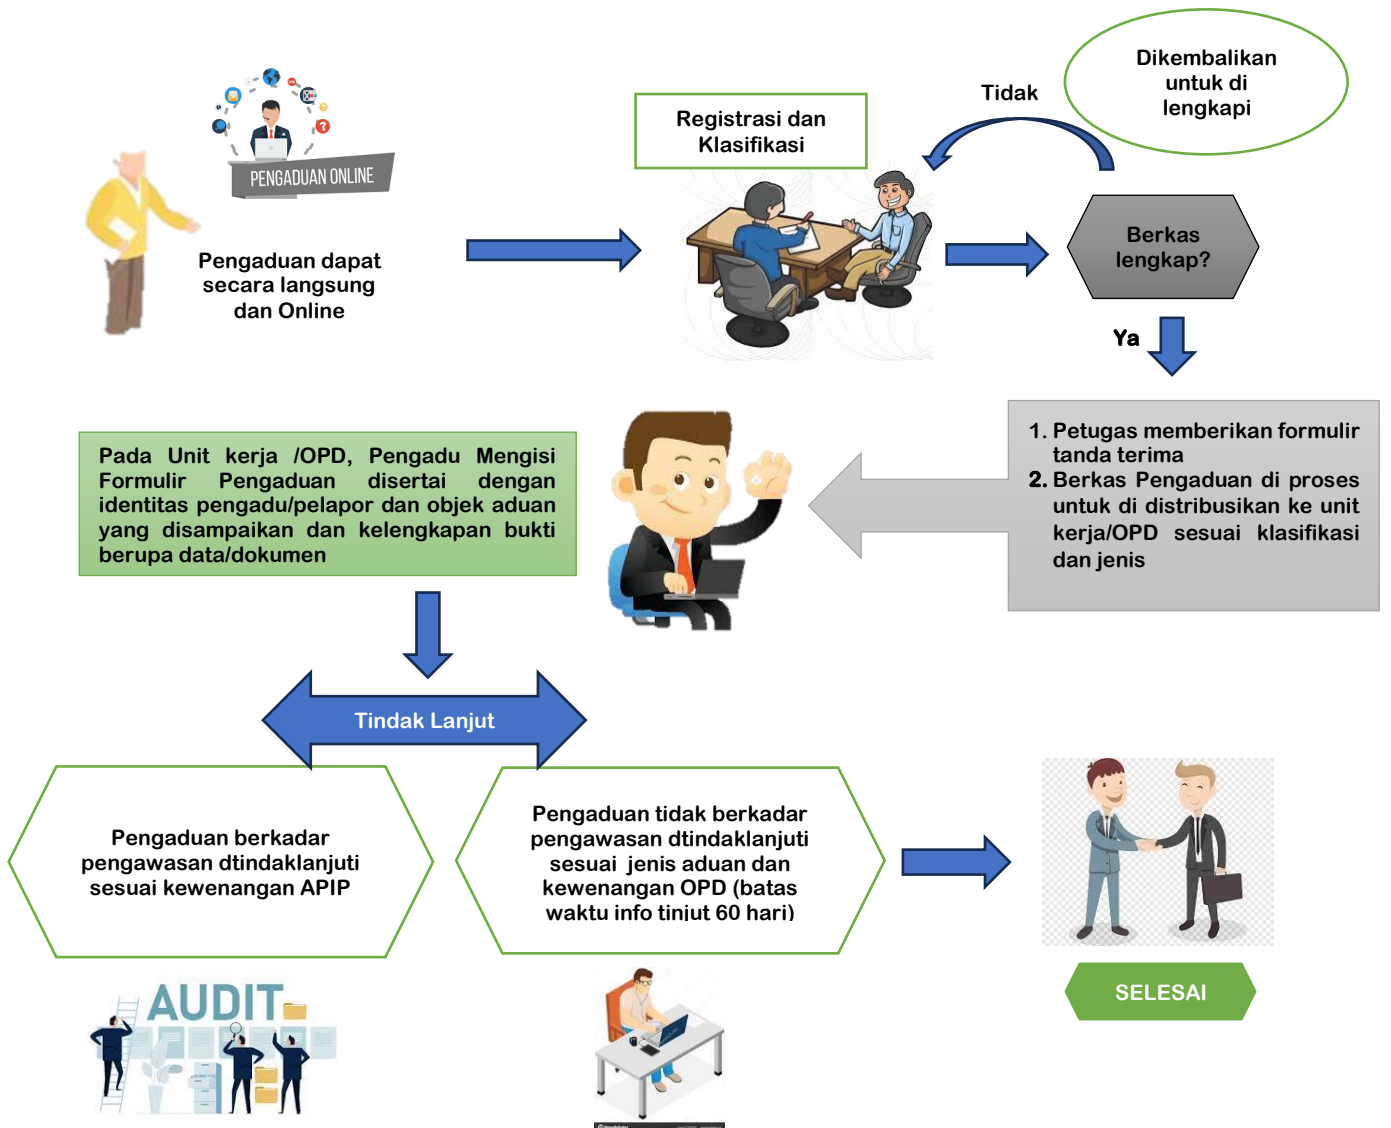 PENGADUAN ONLINE
Pengaduan dapat
secara langsung
dan Online
Registrasi dan
Klasifikasi
Tidak
Dikembalikan
untuk di
lengkapi
Berkas
lengkap?
Ya
1. Petugas memberikan formulir
tanda terima
2. Berkas Pengaduan di proses
untuk di distribusikan ke unit
kerja/OPD sesuai klasifikasi
dan jenis
Pada Unit kerja /OPD, Pengadu Mengisi
Formulir Pengaduan disertai dengan
identitas pengadu/pelapor dan objek aduan
yang disampaikan dan kelengkapan bukti
berupa data/dokumen
Tindak Lanjut
Pengaduan berkadar
pengawasan dtindaklanjuti
sesuai kewenangan APIP
Pengaduan tidak berkadar
pengawasan dtindaklanjuti
sesuai jenis aduan dan
kewenangan OPD (batas
waktu info tinjut 60 hari)
AUDIT
SELESAI